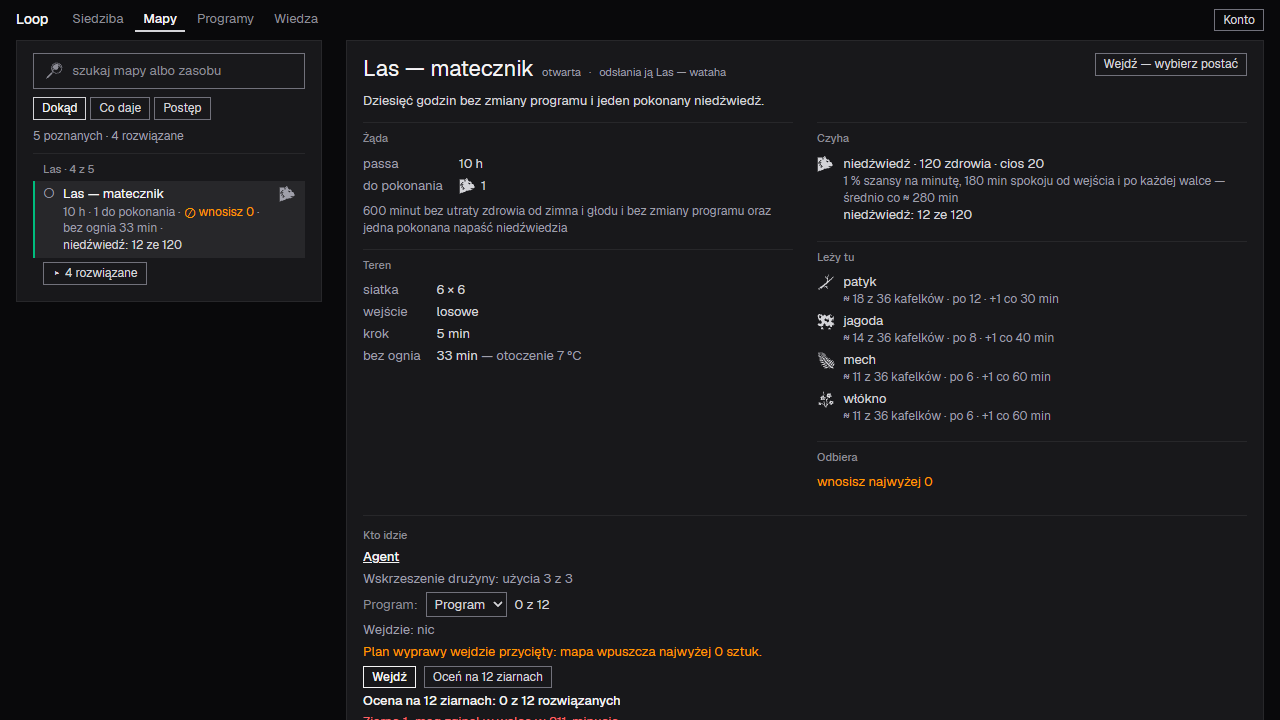 Loop Siedziba Mapy Programy Wiedza Konto
szukaj mapy albo zasobu
Dokąd Co daje Postęp
5 poznanych · 4 rozwiązane
Las · 4 z 5
Las — matecznik
10 h · 1 do pokonania · wnosisz 0 ·
bez ognia 33 min ·
niedźwiedź: 12 ze 120
▸ 4 rozwiązane
Las — matecznik otwarta · odsłania ją Las — wataha
Wejdź — wybierz postać
Dziesięć godzin bez zmiany programu i jeden pokonany niedźwiedź.
Żąda
passa 10 h
do pokonania 1
600 minut bez utraty zdrowia od zimna i głodu i bez zmiany programu oraz
jedna pokonana napaść niedźwiedzia
Teren
siatka 6 × 6
wejście losowe
krok 5 min
bez ognia 33 min — otoczenie 7 °C
Czyha
niedźwiedź · 120 zdrowia · cios 20
1 % szansy na minutę, 180 min spokoju od wejścia i po każdej walce —
średnio co ≈ 280 min
niedźwiedź: 12 ze 120
Leży tu
patyk
≈ 18 z 36 kafelków · po 12 · +1 co 30 min
jagoda
≈ 14 z 36 kafelków · po 8 · +1 co 40 min
mech
≈ 11 z 36 kafelków · po 6 · +1 co 60 min
włókno
≈ 11 z 36 kafelków · po 6 · +1 co 60 min
Odbiera
wnosisz najwyżej 0
Kto idzie
Agent
Wskrzeszenie drużyny: użycia 3 z 3
Program: Program 0 z 12
Wejdzie: nic
Plan wyprawy wejdzie przycięty: mapa wpuszcza najwyżej 0 sztuk.
Wejdź Oceń na 12 ziarnach
Ocena na 12 ziarnach: 0 z 12 rozwiązanych